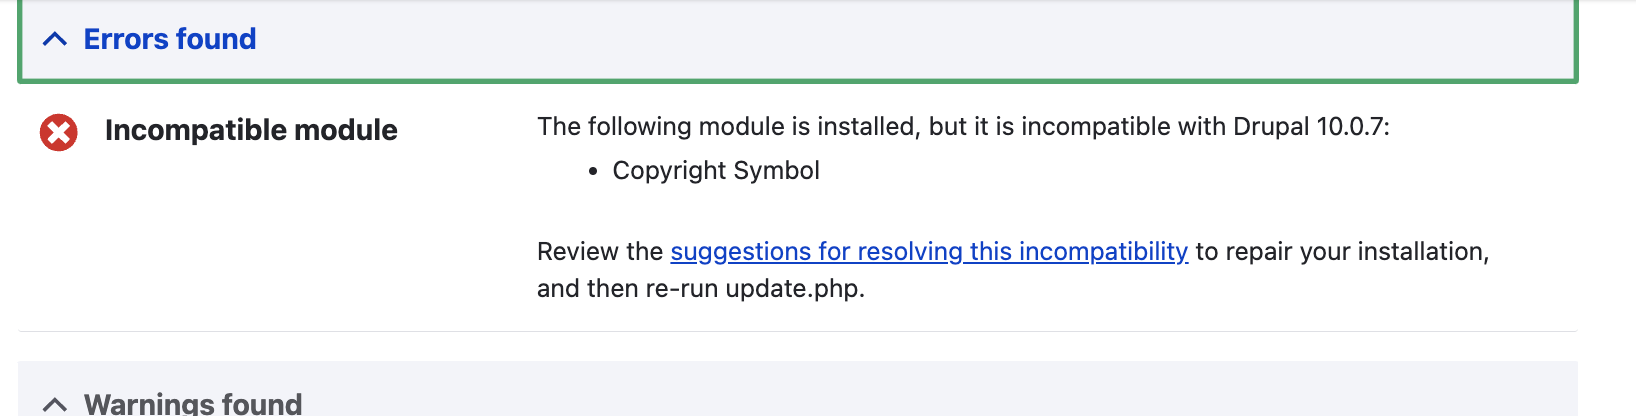 Errors found
Incompatible module
The following module is installed, but it is incompatible with Drupal 10.0.7:
• Copyright Symbol
Review the suggestions for resolving this incompatibility to repair your installation,
and then re-run update.php.
Warnings found